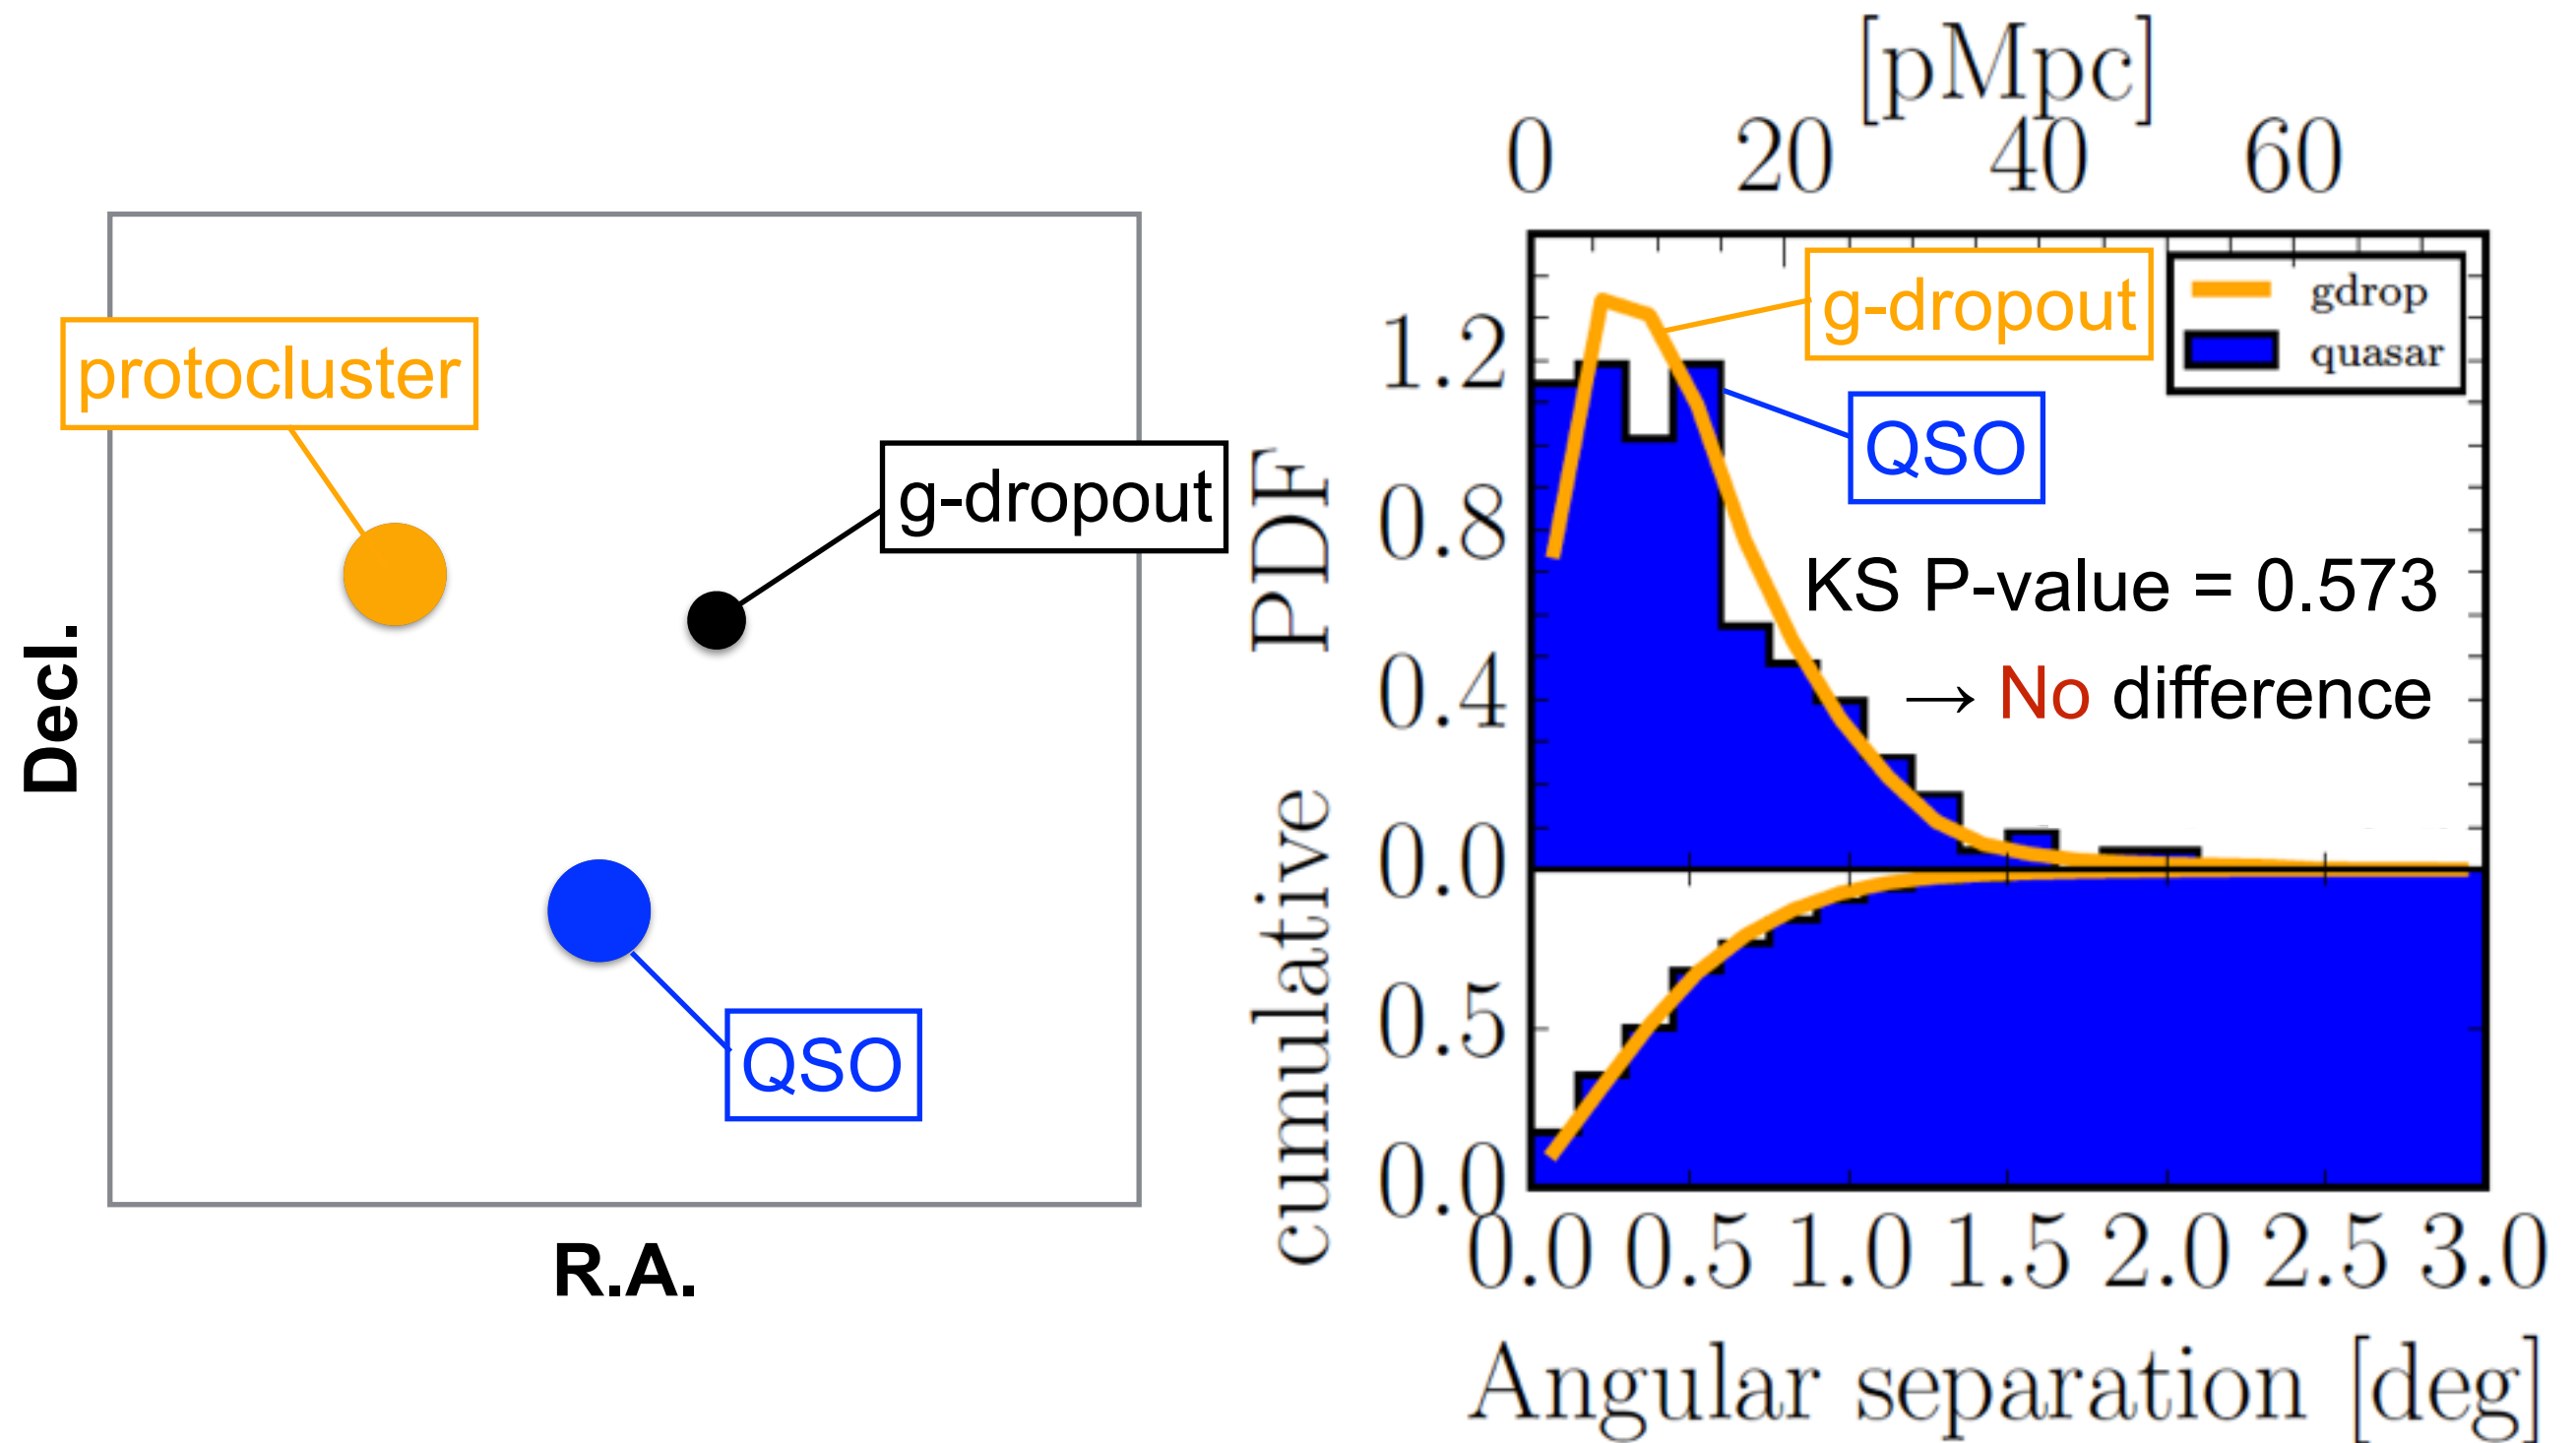 protocluster
g-dropout
QSO
Decl.
R.A.
[pMpc]
0 20 40 60
g-dropout
gdrop
quasar
QSO
KS P-value = 0.573
→ No difference
PDF
1.2
0.8
0.4
0.0
cumulative
0.5
0.0
0.0 0.5 1.0 1.5 2.0 2.5 3.0
Angular separation [deg]